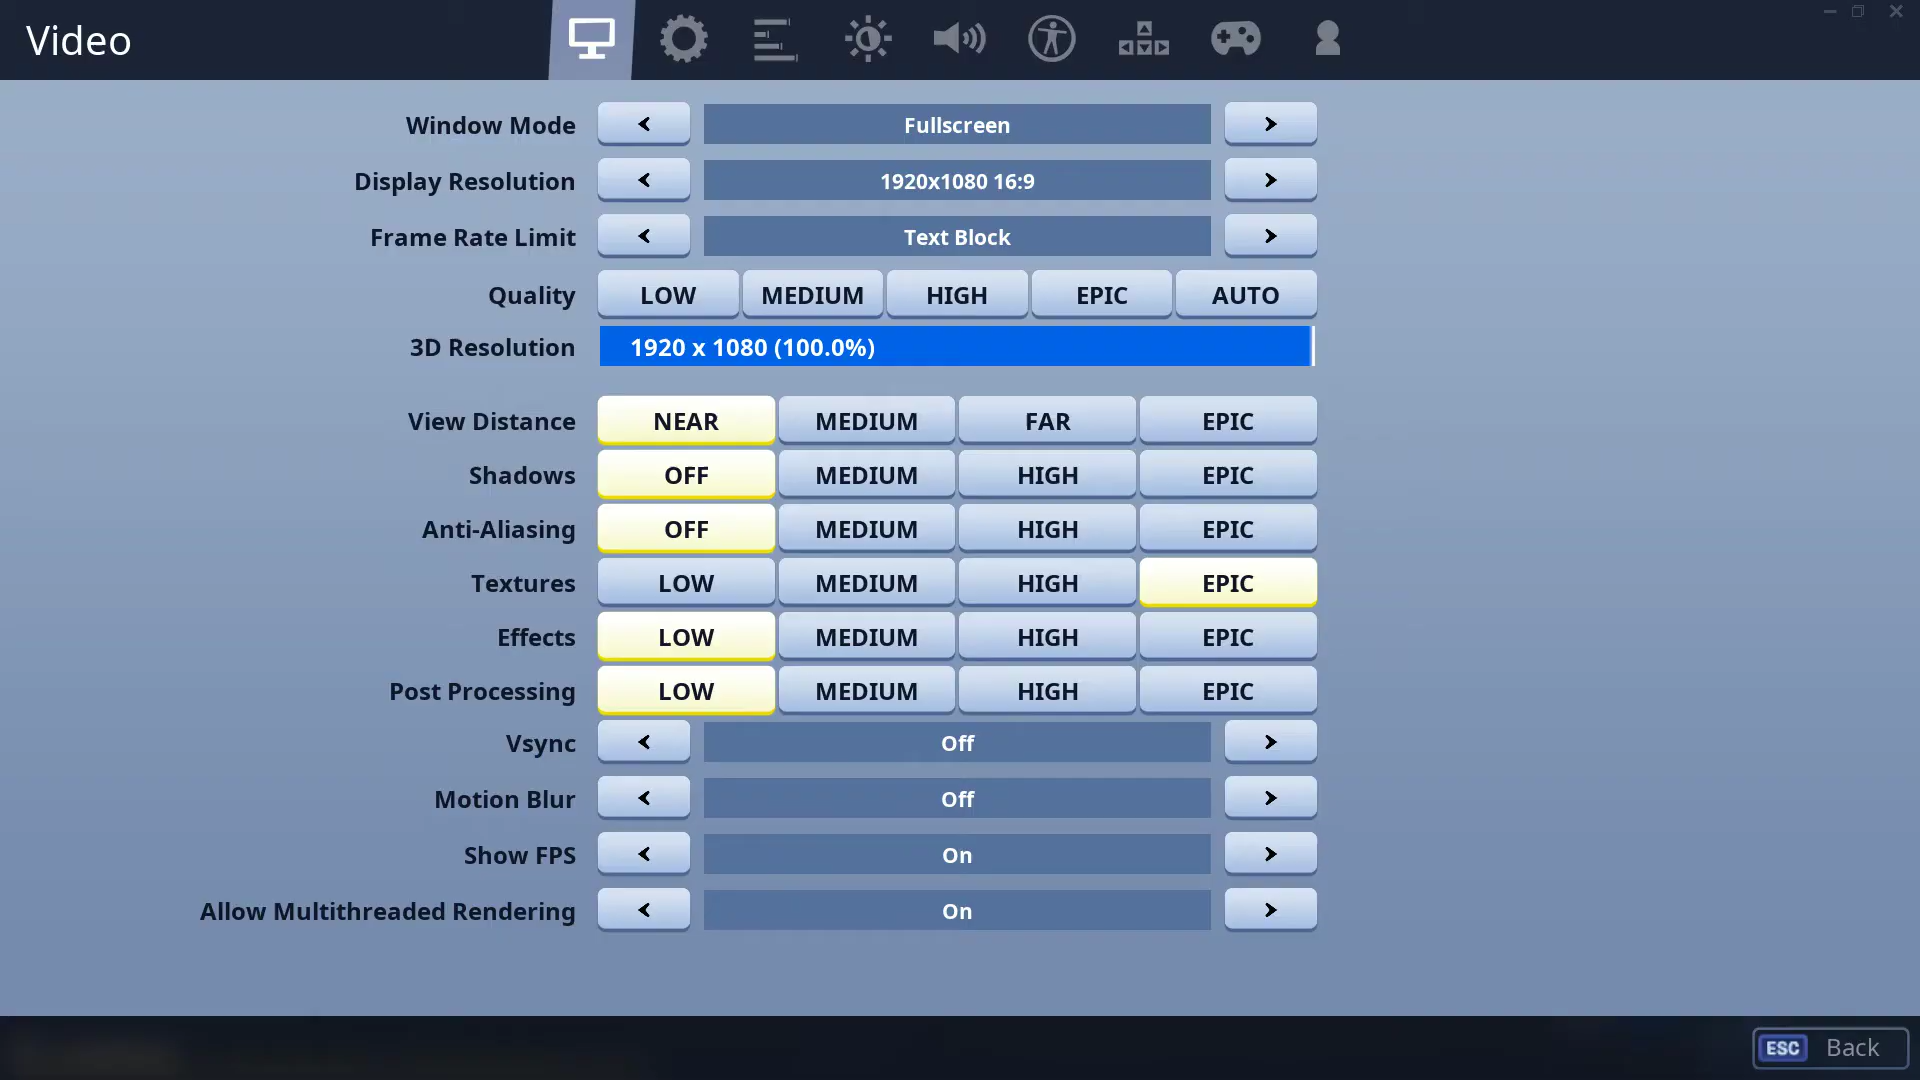 Video
Window Mode < Fullscreen >
Display Resolution < 1920x1080 16:9 >
Frame Rate Limit < Text Block >
Quality LOW MEDIUM HIGH EPIC AUTO
3D Resolution 1920 x 1080 (100.0%)
View Distance NEAR MEDIUM FAR EPIC
Shadows OFF MEDIUM HIGH EPIC
Anti-Aliasing OFF MEDIUM HIGH EPIC
Textures LOW MEDIUM HIGH EPIC
Effects LOW MEDIUM HIGH EPIC
Post Processing LOW MEDIUM HIGH EPIC
Vsync < Off >
Motion Blur < Off >
Show FPS < On >
Allow Multithreaded Rendering < On >
ESC Back